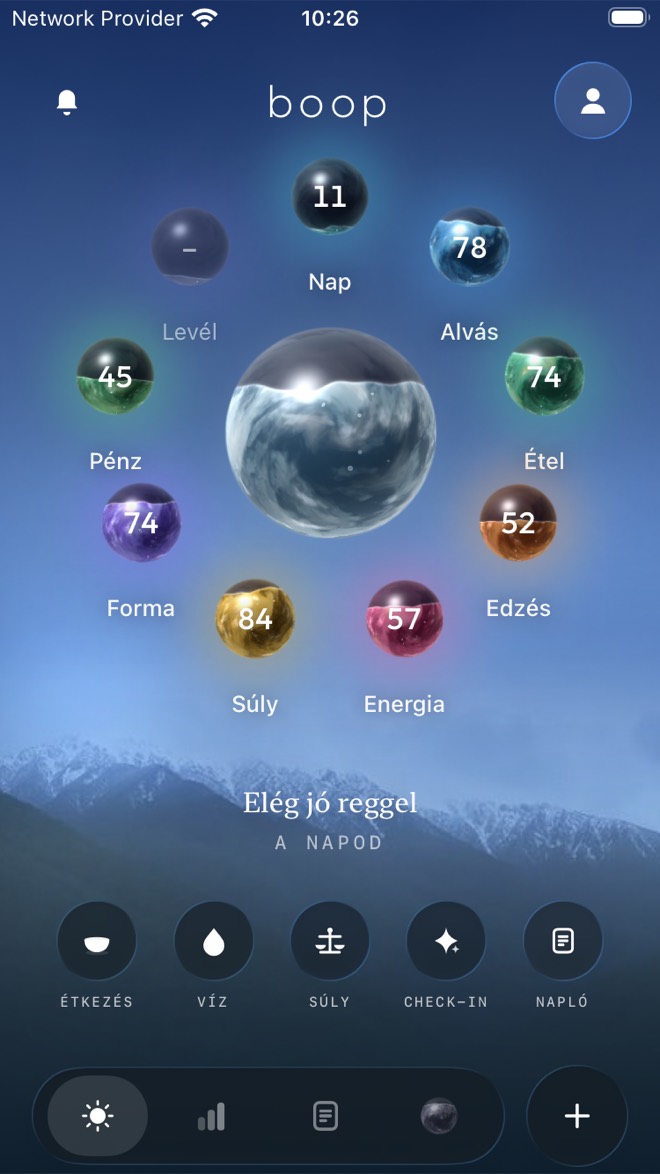 Network Provider 10:26
boop
11
Nap
–
Levél
78
Alvás
45
Pénz
74
Étel
74
Forma
52
Edzés
84
Súly
57
Energia
Elég jó reggel
A NAPOD
ÉTKEZÉS VÍZ SÚLY CHECK-IN NAPLÓ